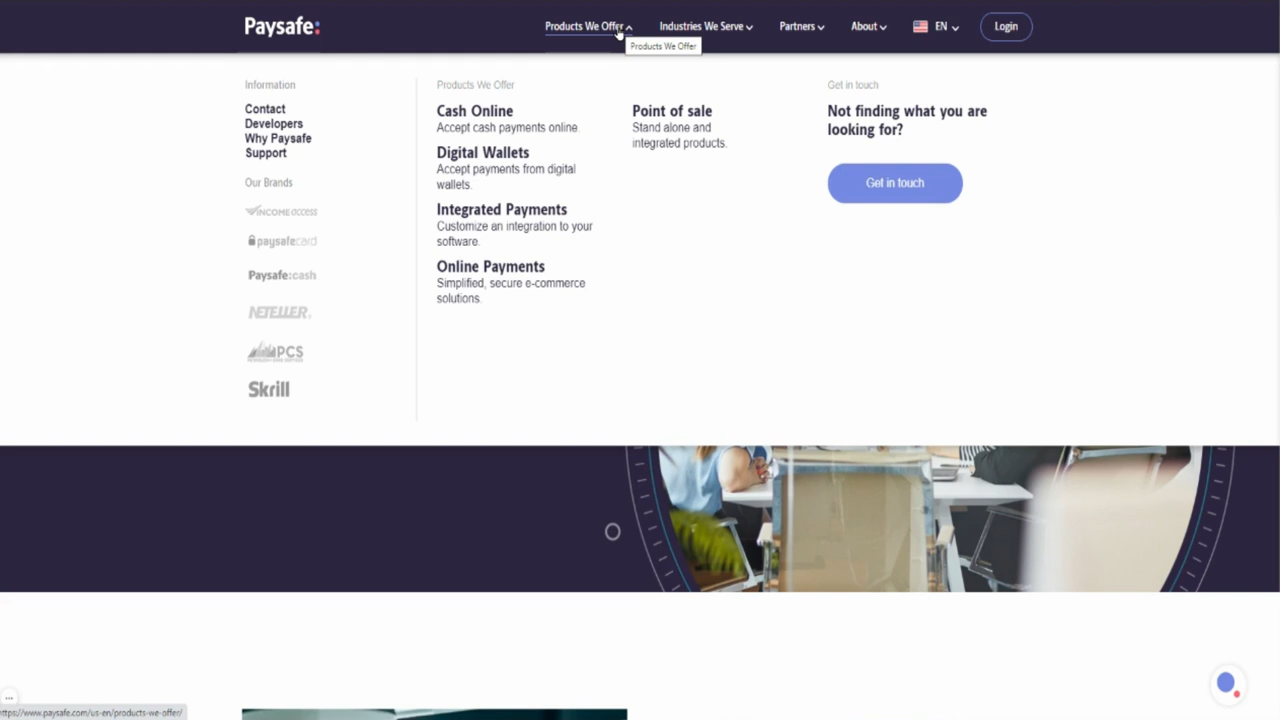 Paysafe:
Products We Offer
Industries We Serve
Partners
About
EN
Login
Products We Offer
Information
Contact
Developers
Why Paysafe
Support
Our Brands
INCOME ACCESS
paysafecard
Paysafe:cash
NETELLER
PCS
Skrill
Products We Offer
Cash Online
Accept cash payments online.
Digital Wallets
Accept payments from digital
wallets.
Integrated Payments
Customize an integration to your
software.
Online Payments
Simplified, secure e-commerce
solutions.
Point of sale
Stand alone and
integrated products.
Get in touch
Not finding what you are
looking for?
Get in touch
https://www.paysafe.com/us-en/products-we-offer/